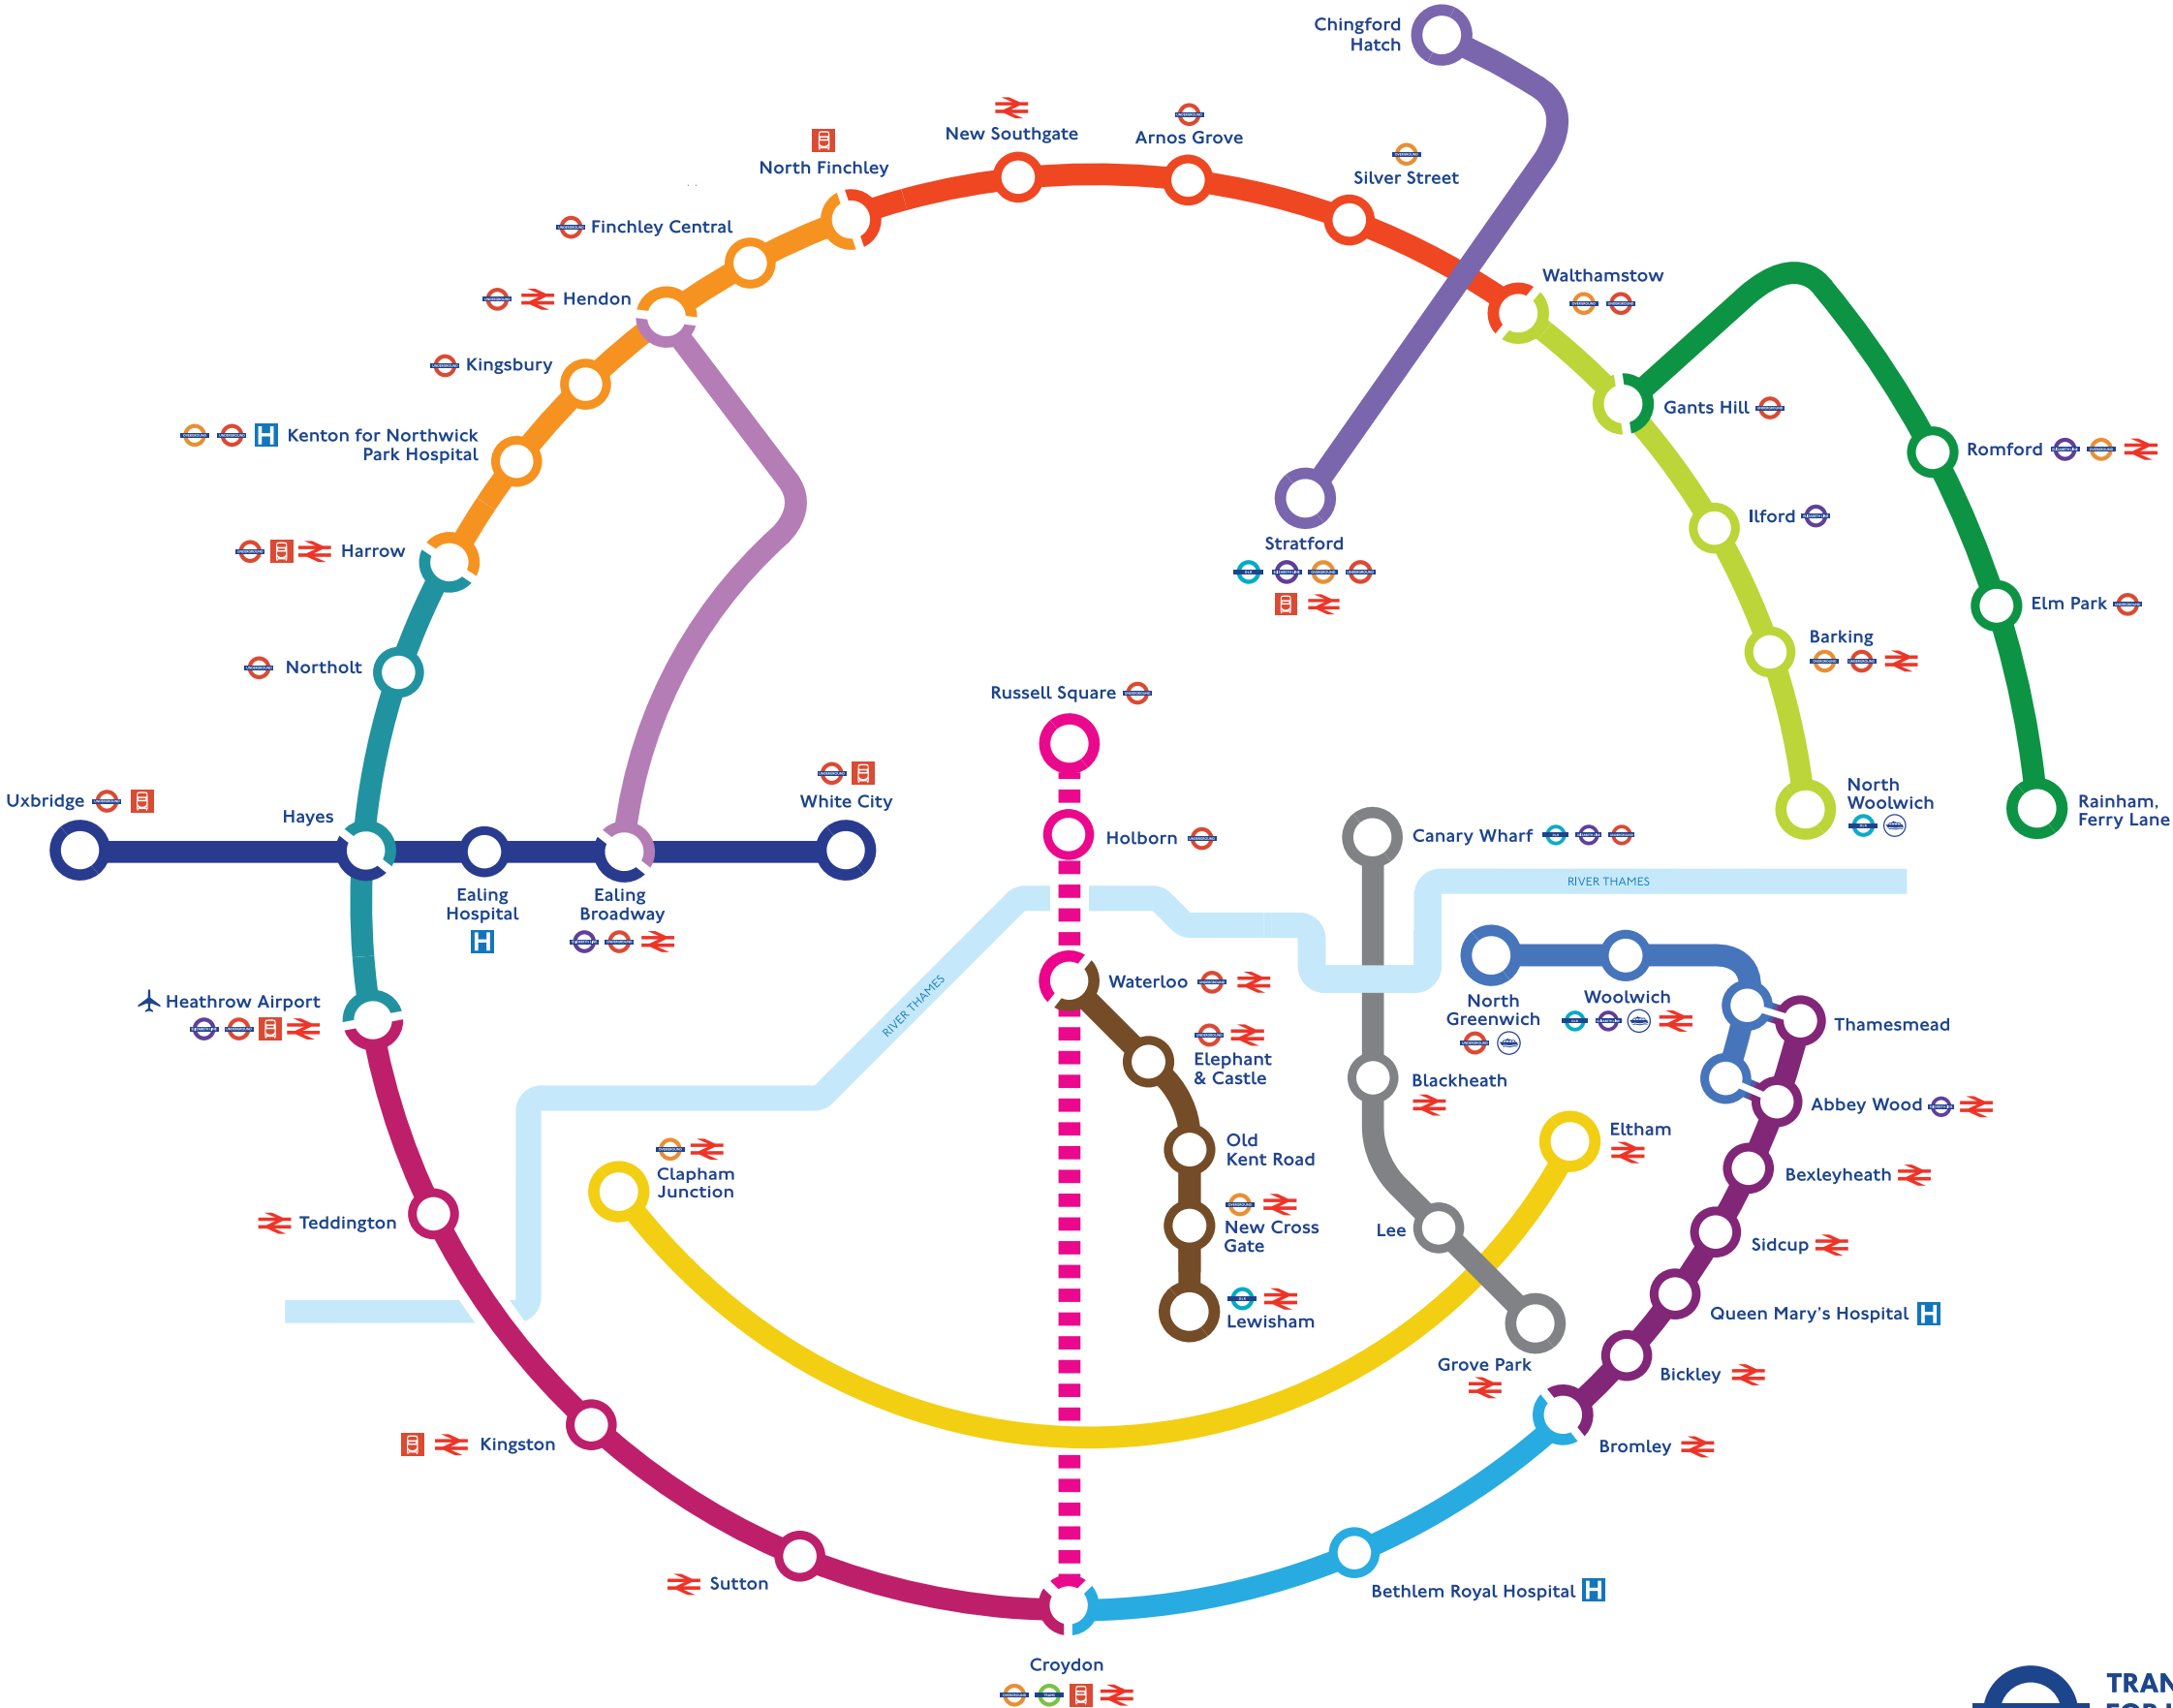 Chingford
Hatch
New Southgate
Arnos Grove
North Finchley
Silver Street
Finchley Central
Walthamstow
Hendon
Kingsbury
Gants Hill
Kenton for Northwick
Park Hospital
Romford
Ilford
Harrow
Stratford
Elm Park
Barking
Northolt
Russell Square
Uxbridge
White City
Hayes
North
Woolwich
Rainham,
Ferry Lane
Holborn
Canary Wharf
RIVER THAMES
Ealing
Hospital
Ealing
Broadway
Heathrow Airport
Waterloo
RIVER THAMES
North
Greenwich
Woolwich
Thamesmead
Elephant
& Castle
Blackheath
Abbey Wood
Old
Kent Road
Eltham
Clapham
Junction
Bexleyheath
Teddington
New Cross
Gate
Lee
Sidcup
Lewisham
Queen Mary's Hospital
Grove Park
Bickley
Kingston
Bromley
Sutton
Bethlem Royal Hospital
Croydon
TRAN